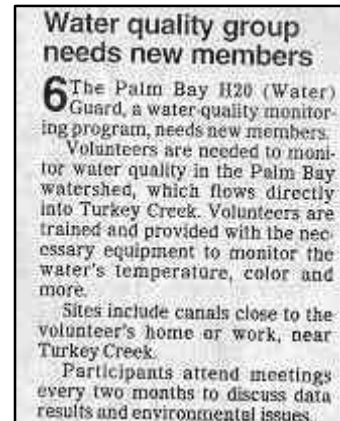 Water quality group
needs new members
6 The Palm Bay H20 (Water)
Guard, a water quality monitor-
ing program, needs new members.
Volunteers are needed to moni-
tor water quality in the Palm Bay
watershed, which flows directly
into Turkey Creek. Volunteers are
trained and provided with the nec-
essary equipment to monitor the
water's temperature, color and
more.
Sites include canals close to the
volunteer's home or work, near
Turkey Creek.
Participants attend meetings
every two months to discuss data
results and environmental issues.